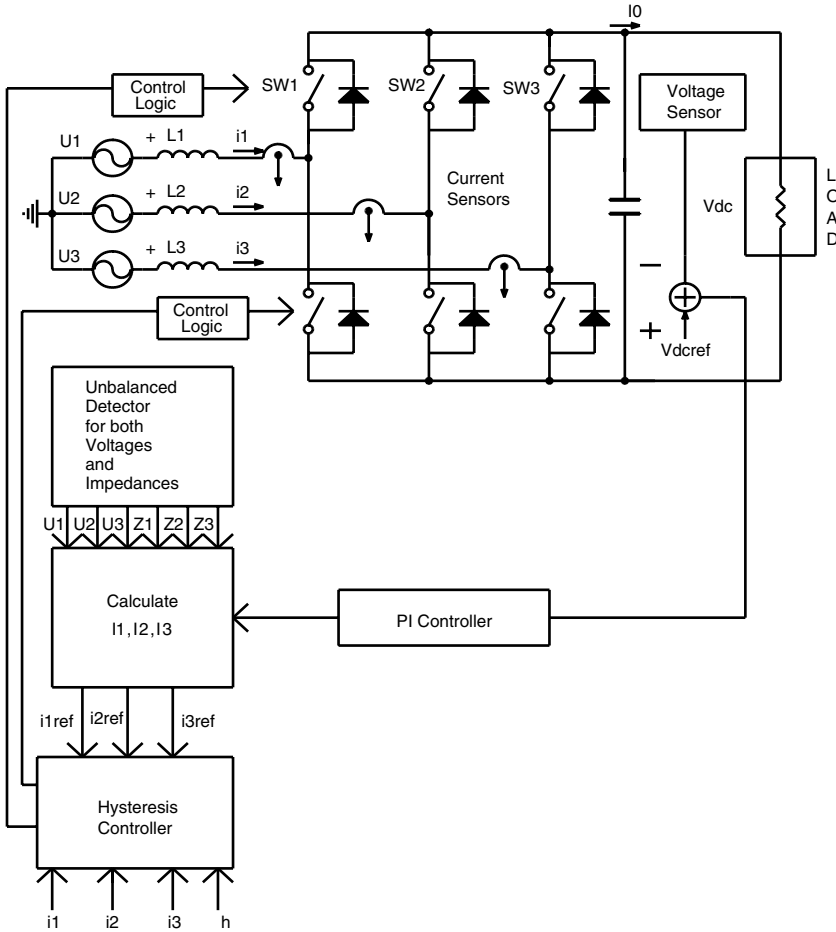 I0
Control
Logic
SW1
SW2
SW3
Voltage
Sensor
U1
+ L1
i1
U2
+ L2
i2
Current
Sensors
Vdc
L
O
A
D
U3
+ L3
i3
−
+
+
Vdcref
Control
Logic
Unbalanced
Detector
for both
Voltages
and
Impedances
U1 U2 U3 Z1 Z2 Z3
Calculate
I1,I2,I3
PI Controller
i1ref i2ref i3ref
Hysteresis
Controller
i1 i2 i3 h